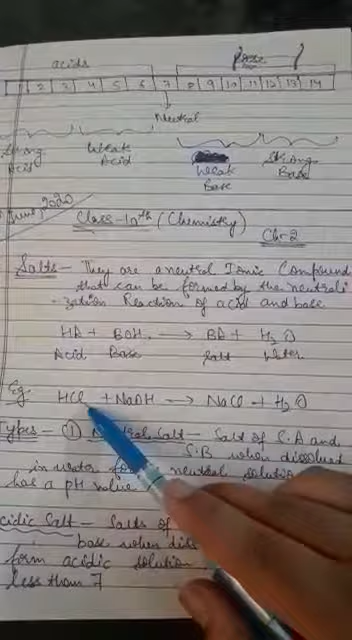 acids Base
1 2 3 4 5 6 7 8 9 10 11 12 13 14
Neutral
Strong Acid Weak Acid Weak Base Strong Base
June, 2020
Class-10th (Chemistry)
Ch-2
Salts - They are a neutral Ionic Compound
that can be formed by the neutrali
-zation Reaction of acid and base
HA + BOH → BA + H2O
Acid Base Salt Water
Eg. HCl + NaOH → NaCl + H2O
Types - (1) Neutral Salt - Salt of S.A and
S.B when dissolved
in water form neutral solution
has a pH value
acidic Salt - Salts of
base when diss
form acidic solution
less than 7